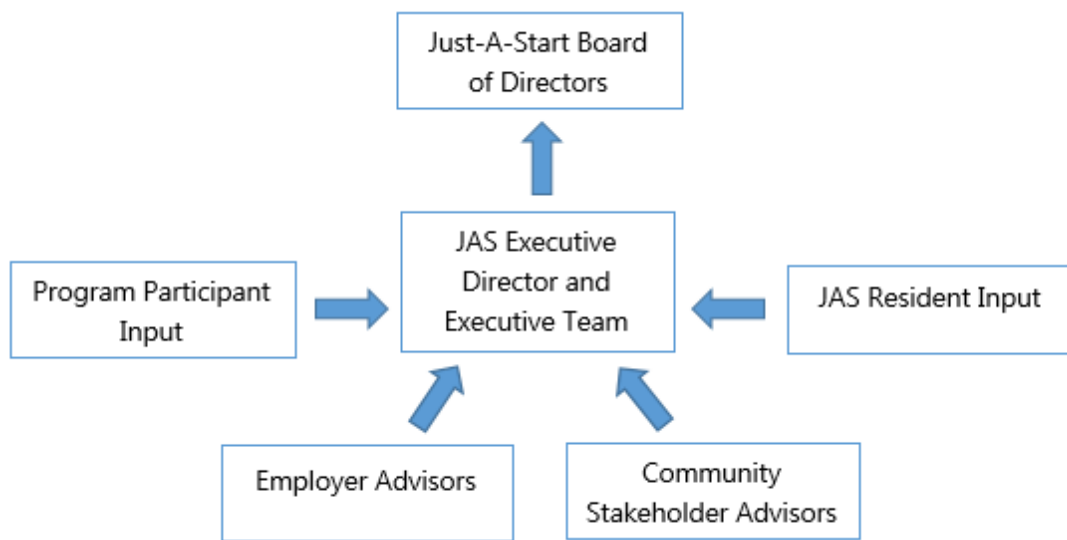 Just-A-Start Board
of Directors
JAS Executive
Director and
Executive Team
Program Participant
Input
JAS Resident Input
Employer Advisors
Community
Stakeholder Advisors